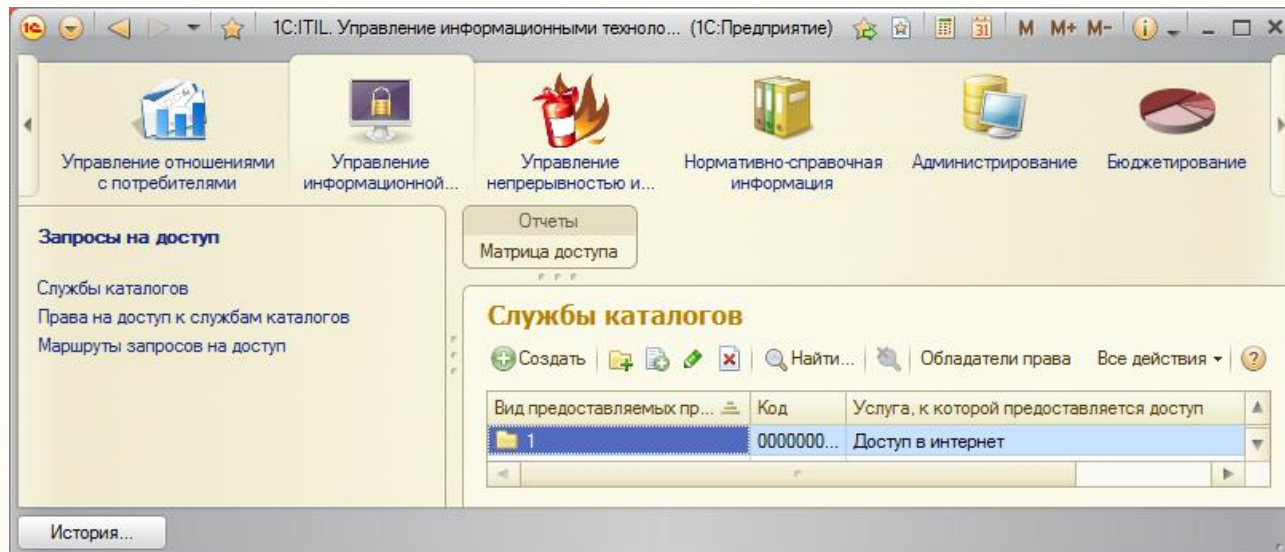 1С:ITIL. Управление информационными техноло... (1С:Предприятие)
M M+ M-
31
Управление отношениями
с потребителями
Управление
информационной...
Управление
непрерывностью и...
Нормативно-справочная
информация
Администрирование
Бюджетирование
Запросы на доступ
Службы каталогов
Права на доступ к службам каталогов
Маршруты запросов на доступ
Отчеты
Матрица доступа
Службы каталогов
Создать Найти... Обладатели права Все действия
Вид предоставляемых пр... Код Услуга, к которой предоставляется доступ
1 0000000... Доступ в интернет
История...